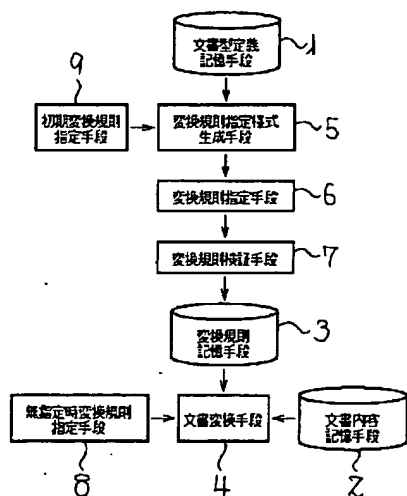 1
文書型定義
記憶手段
9
初期変換規則
指定手段
変換規則指定様式
生成手段
5
変換規則指定手段
6
変換規則検証手段
7
変換規則
記憶手段
3
無指定時変換規則
指定手段
文書変換手段
文書内容
記憶手段
8
4
2